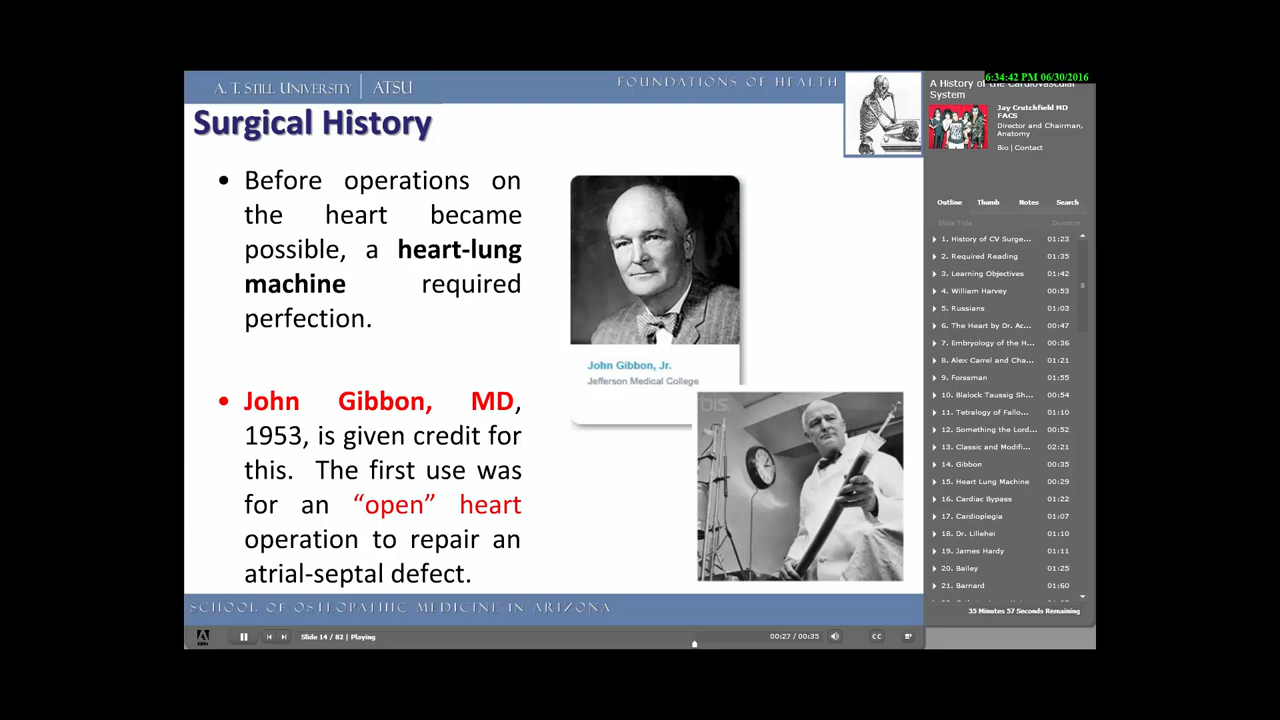 A. T. STILL UNIVERSITY | ATSU
FOUNDATIONS OF HEALTH
Surgical History
• Before operations on
the heart became
possible, a heart-lung
machine required
perfection.
• John Gibbon, MD,
1953, is given credit for
this. The first use was
for an “open” heart
operation to repair an
atrial-septal defect.
John Gibbon, Jr.
Jefferson Medical College
bis
SCHOOL OF OSTEOPATHIC MEDICINE IN ARIZONA
6:34:42 PM 06/30/2016
A History of the Cardiovascular
System
Jay Crutchfield MD
FACS
Director and Chairman,
Anatomy
Bio | Contact
Outline Thumb Notes Search
Slide Title Duration
1. History of CV Surge... 01:23
2. Required Reading 01:35
3. Learning Objectives 01:42
4. William Harvey 00:53
5. Russians 01:03
6. The Heart by Dr. Ac... 00:47
7. Embryology of the H... 00:36
8. Alex Carrel and Cha... 01:21
9. Forssman 01:55
10. Blalock Taussig Sh... 00:54
11. Tetralogy of Fallo... 01:10
12. Something the Lord... 00:52
13. Classic and Modifi... 02:21
14. Gibbon 00:35
15. Heart Lung Machine 00:29
16. Cardiac Bypass 01:22
17. Cardioplegia 01:07
18. Dr. Lillehei 01:10
19. James Hardy 01:11
20. Bailey 01:25
21. Barnard 01:60
35 Minutes 57 Seconds Remaining
Slide 14 / 82 | Playing
00:27 / 00:35
CC